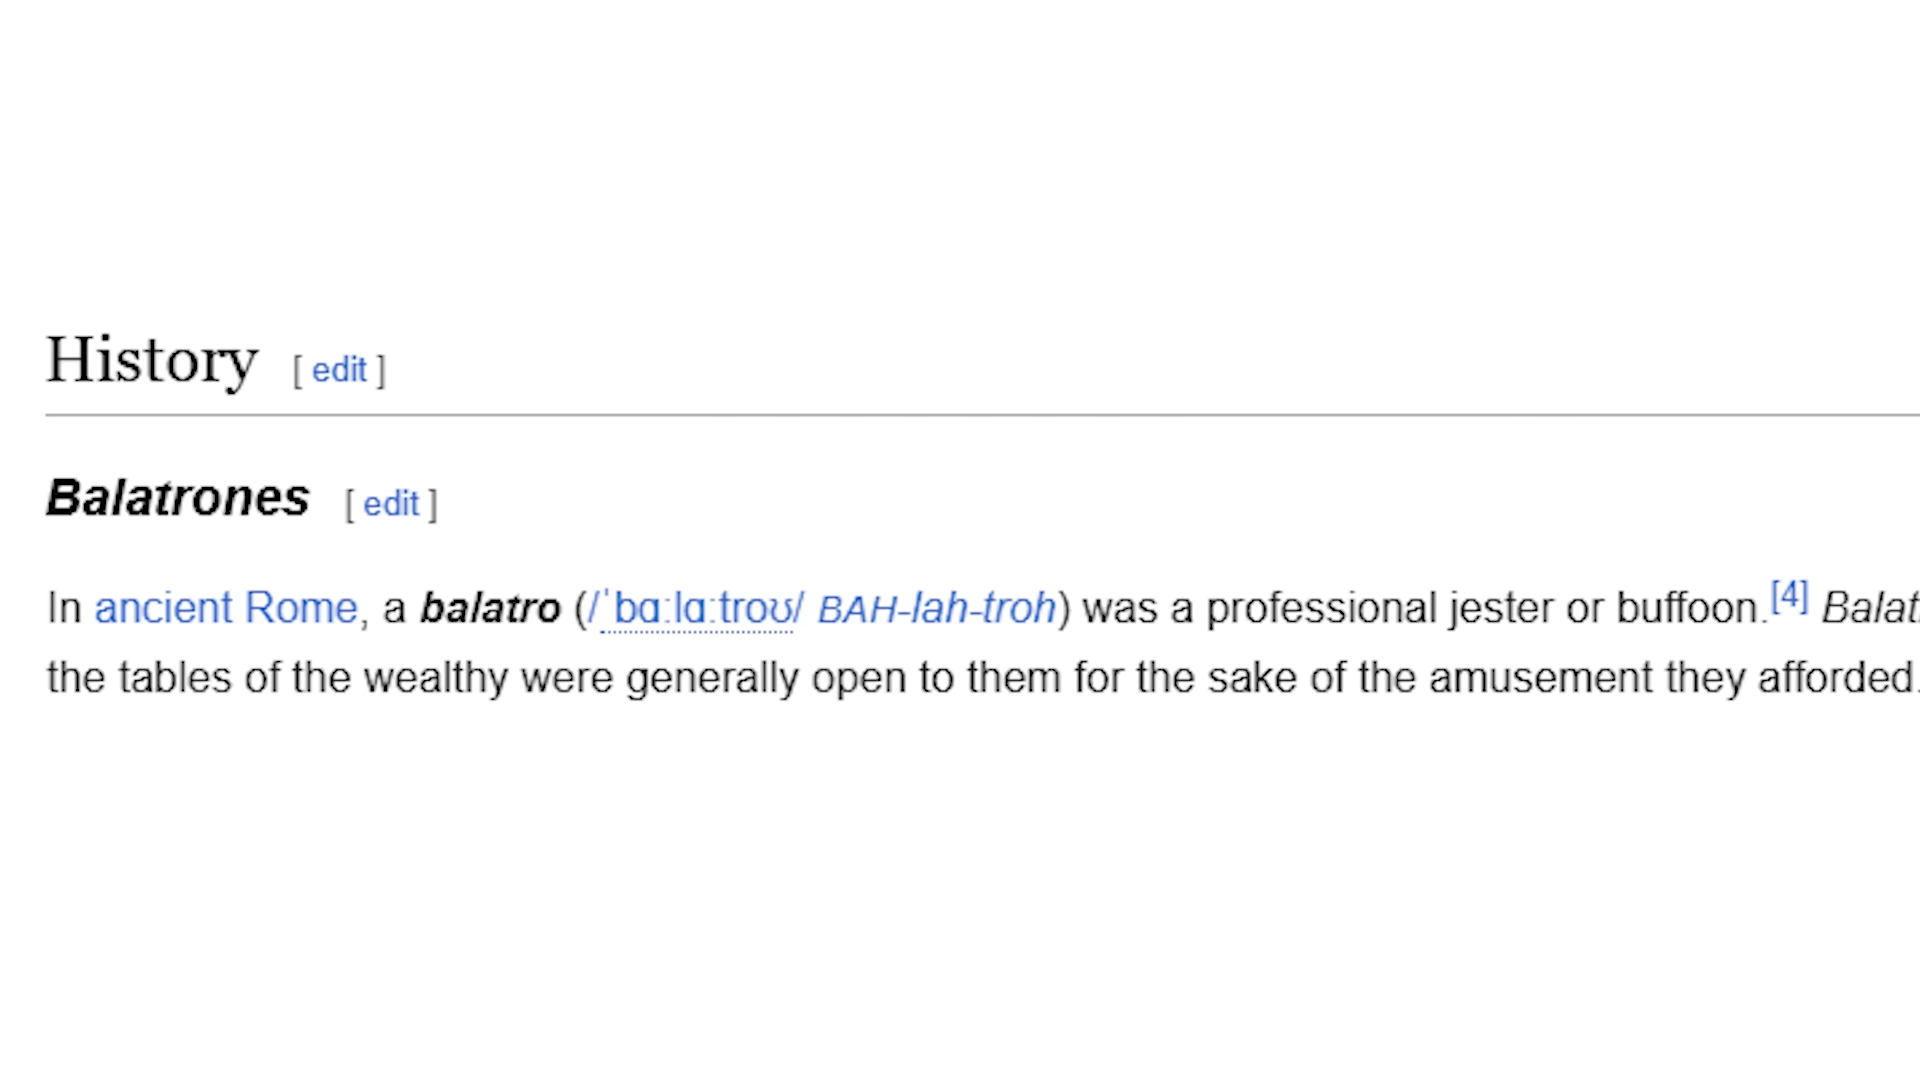 History [ edit ]
Balatrones [ edit ]
In ancient Rome, a balatro (/ˈbɑːlɑːtroʊ/ BAH-lah-troh) was a professional jester or buffoon.[4] Balat
the tables of the wealthy were generally open to them for the sake of the amusement they afforded.